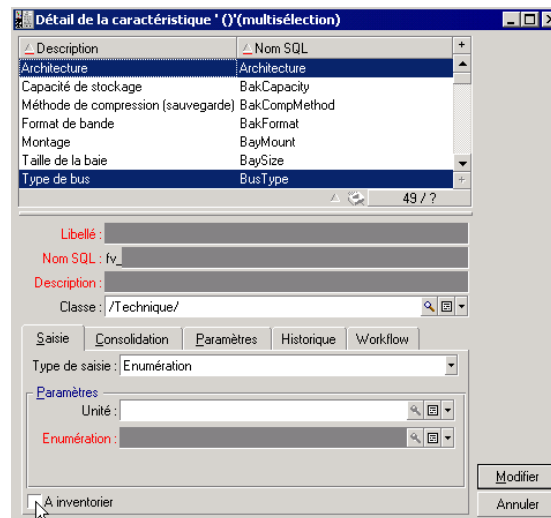 Détail de la caractéristique ' ()'(multisélection)
Description Nom SQL +
Architecture Architecture
Capacité de stockage BakCapacity
Méthode de compression (sauvegarde) BakCompMethod
Format de bande BakFormat
Montage BayMount
Taille de la baie BaySize
Type de bus BusType +
49 / ?
Libellé :
Nom SQL : fv_
Description :
Classe : /Technique/
Saisie Consolidation Paramètres Historique Workflow
Type de saisie : Enumération
Paramètres
Unité :
Enumération :
Modifier
A inventorier
Annuler